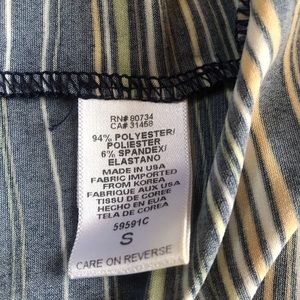 RN# 90734
CA# 31458
94% POLYESTER/
POLIESTER
6% SPANDEX/
ELASTANO
MADE IN USA
FABRIC IMPORTED
FROM KOREA
FABRIQUE AUX USA
TISSU DE COREE
HECHO EN EUA
TELA DE COREA
59591C
S
CARE ON REVERSE